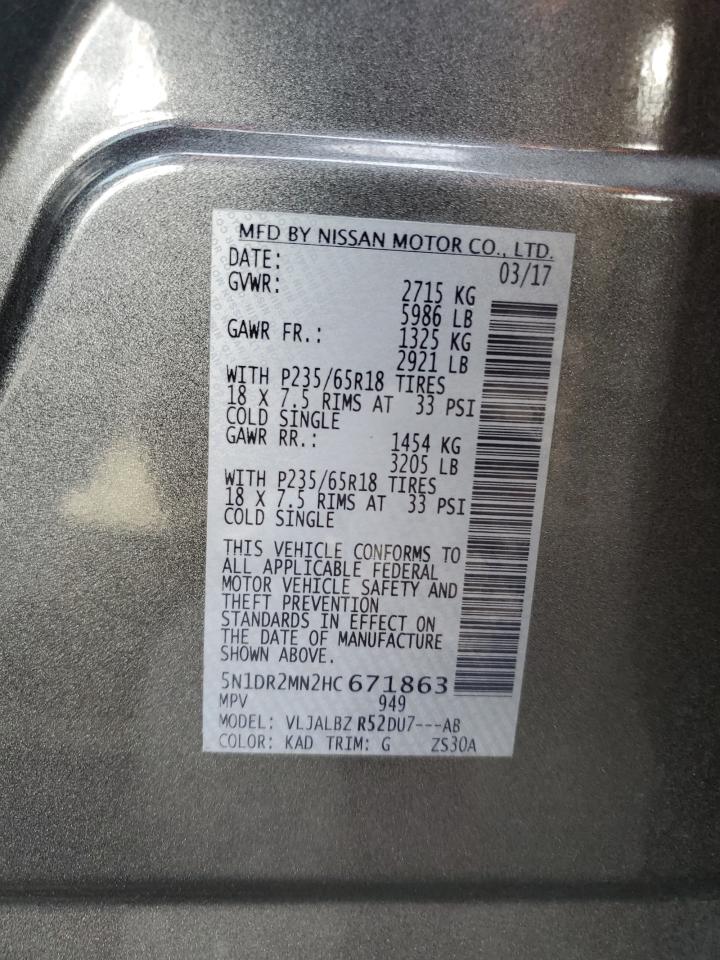 MFD BY NISSAN MOTOR CO., LTD.
DATE: 03/17
GVWR: 2715 KG
5986 LB
GAWR FR.: 1325 KG
2921 LB
WITH P235/65R18 TIRES
18 X 7.5 RIMS AT 33 PSI
COLD SINGLE
GAWR RR.: 1454 KG
3205 LB
WITH P235/65R18 TIRES
18 X 7.5 RIMS AT 33 PSI
COLD SINGLE
THIS VEHICLE CONFORMS TO
ALL APPLICABLE FEDERAL
MOTOR VEHICLE SAFETY AND
THEFT PREVENTION
STANDARDS IN EFFECT ON
THE DATE OF MANUFACTURE
SHOWN ABOVE.
5N1DR2MN2HC671863
MPV 949
MODEL: VLJALBZ R52DU7---AB
COLOR: KAD TRIM: G ZS30A